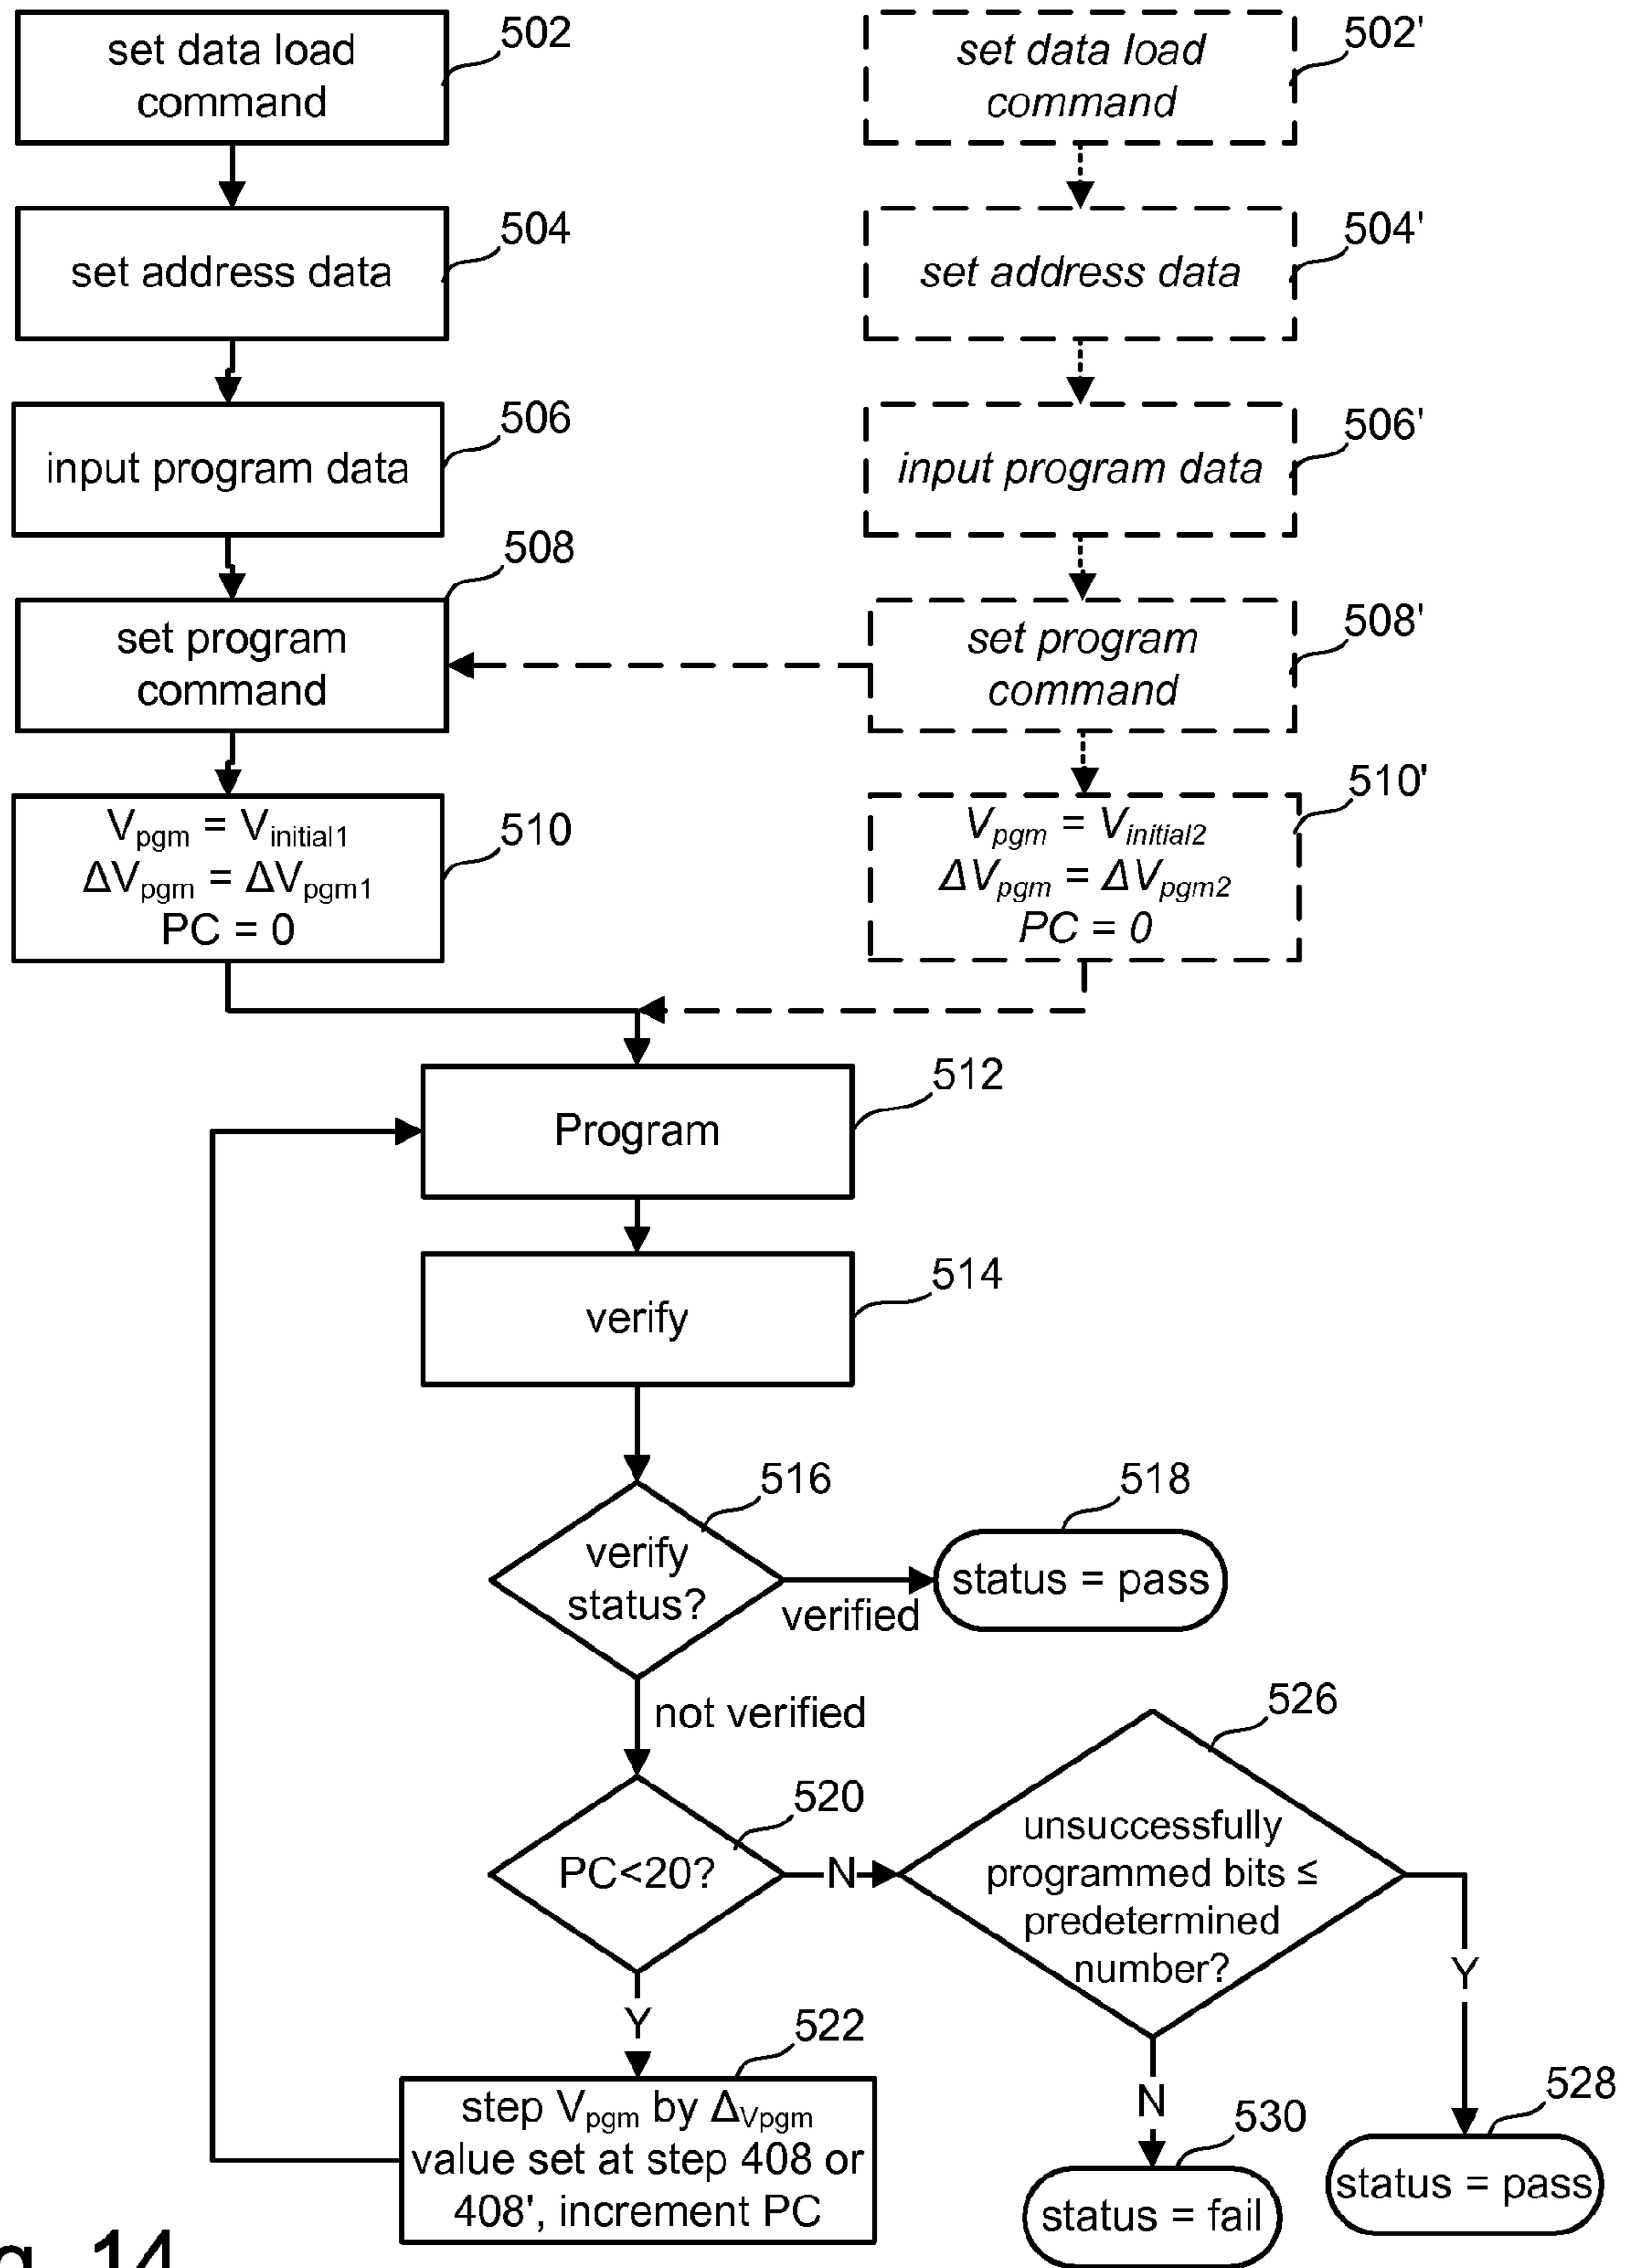 set data load
command
502
set data load
command
502'
set address data
504
set address data
504'
input program data
506
input program data
506'
set program
command
508
set program
command
508'
Vpgm = Vinitial1
ΔVpgm = ΔVpgm1
PC = 0
510
Vpgm = Vinitial2
ΔVpgm = ΔVpgm2
PC = 0
510'
Program
512
verify
514
verify
status?
516
verified
status = pass
518
not verified
PC<20?
520
N
unsuccessfully
programmed bits ≤
predetermined
number?
526
Y
Y
step Vpgm by ΔVpgm
value set at step 408 or
408', increment PC
522
N
status = fail
530
status = pass
528
14